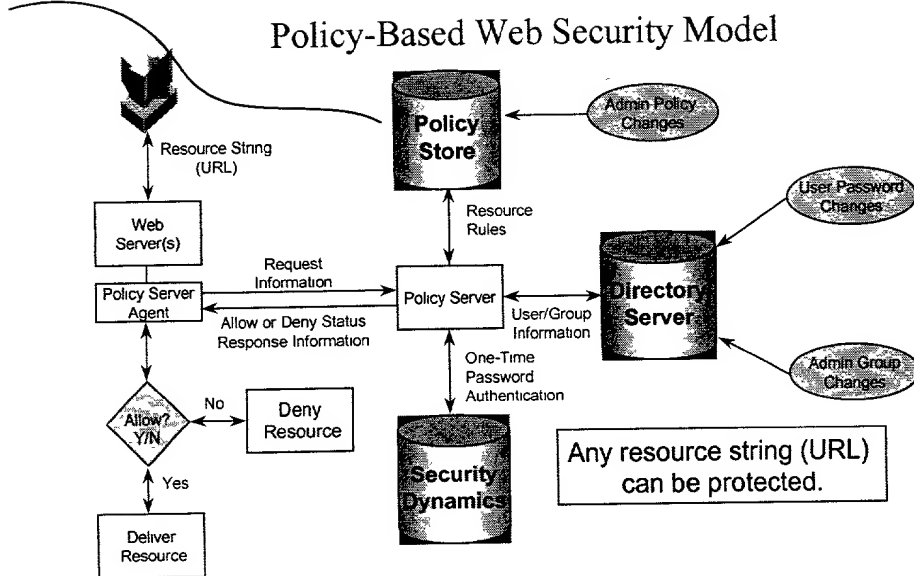 Policy-Based Web Security Model
Resource String
(URL)
Policy
Store
Admin Policy
Changes
User Password
Changes
Web
Server(s)
Resource
Rules
Request
Information
Policy Server
Agent
Policy Server
Directory
Server
Allow or Deny Status
Response Information
User/Group
Information
One-Time
Password
Authentication
Admin Group
Changes
Allow?
Y/N
No
Deny
Resource
Yes
Security
Dynamics
Any resource string (URL)
can be protected.
Deliver
Resource